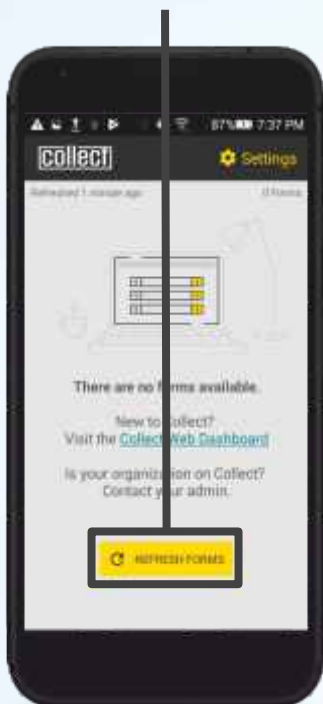 87% 7:37 PM
collect Settings
Refreshed 1 minute ago 0 Forms
There are no forms available.
New to Collect?
Visit the Collect Web Dashboard
Is your organization on Collect?
Contact your admin.
REFRESH FORMS